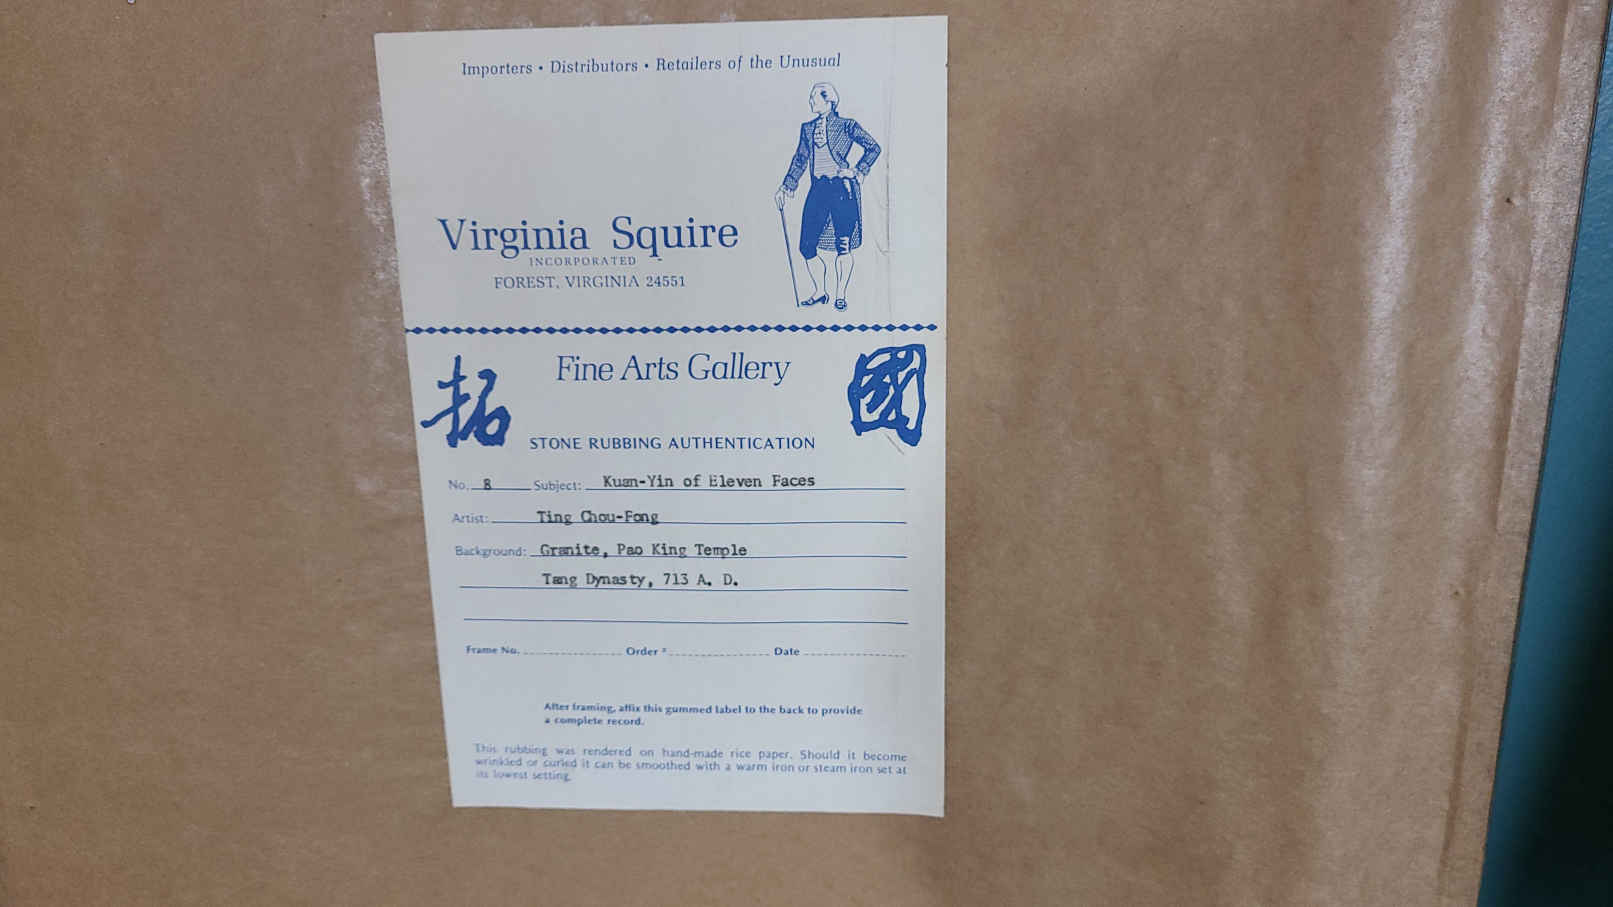 Importers • Distributors • Retailers of the Unusual
Virginia Squire
INCORPORATED
FOREST, VIRGINIA 24551
拓 Fine Arts Gallery 國
STONE RUBBING AUTHENTICATION
No. 8 Subject: Kuan-Yin of Eleven Faces
Artist: Ting Chou-Fong
Background: Granite, Pao King Temple
Tang Dynasty, 713 A. D.
Frame No. Order # Date
After framing, affix this gummed label to the back to provide
a complete record.
This rubbing was rendered on hand-made rice paper. Should it become
wrinkled or curled it can be smoothed with a warm iron or steam iron set at
its lowest setting.